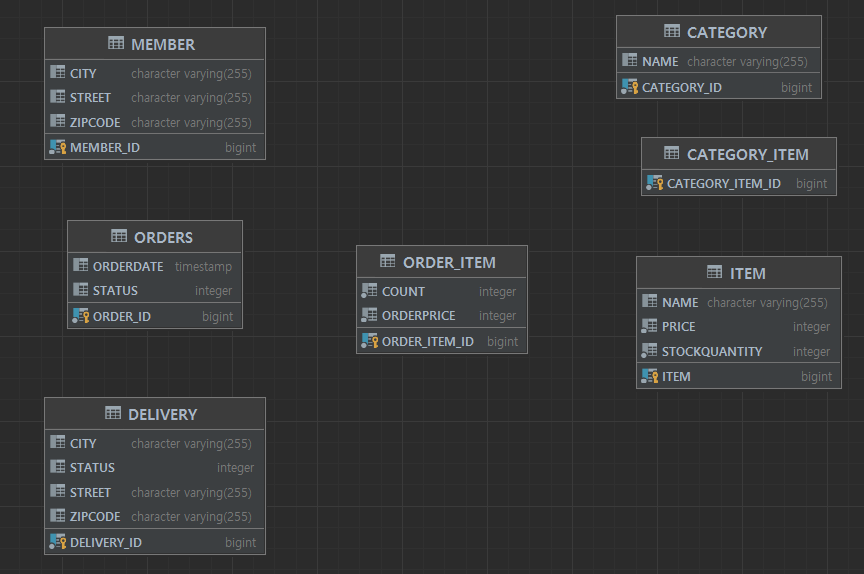 MEMBER
CITY character varying(255)
STREET character varying(255)
ZIPCODE character varying(255)
MEMBER_ID bigint
CATEGORY
NAME character varying(255)
CATEGORY_ID bigint
CATEGORY_ITEM
CATEGORY_ITEM_ID bigint
ORDERS
ORDERDATE timestamp
STATUS integer
ORDER_ID bigint
ORDER_ITEM
COUNT integer
ORDERPRICE integer
ORDER_ITEM_ID bigint
ITEM
NAME character varying(255)
PRICE integer
STOCKQUANTITY integer
ITEM bigint
DELIVERY
CITY character varying(255)
STATUS integer
STREET character varying(255)
ZIPCODE character varying(255)
DELIVERY_ID bigint